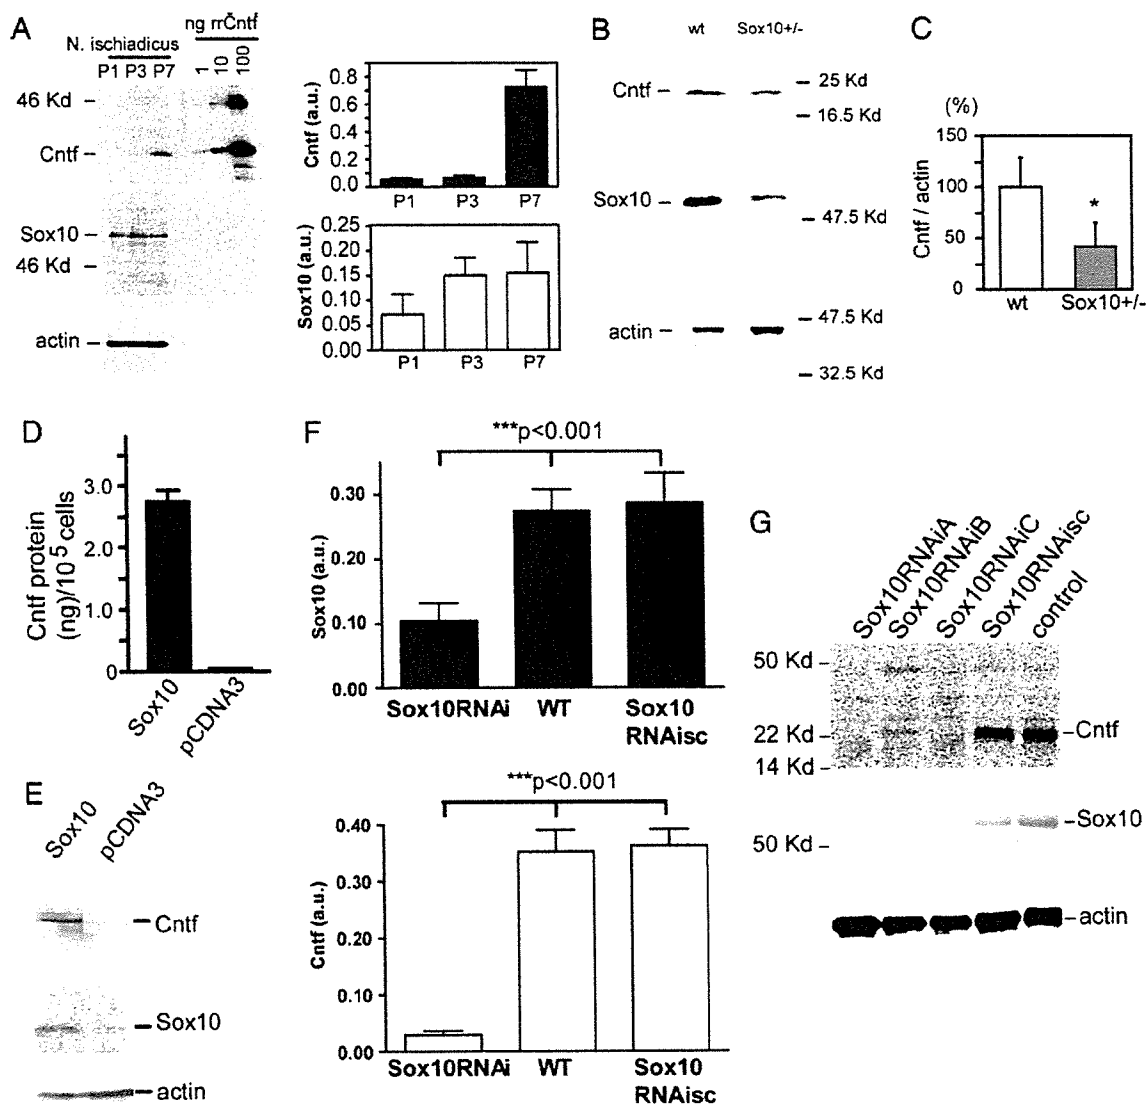 A
N. ischiadicus
P1 P3 P7
ng rrCntf
1 10 100
46 Kd
Cntf
Sox10
46 Kd
actin
Cntf (a.u.)
0.8
0.6
0.4
0.2
0.0
P1 P3 P7
Sox10 (a.u.)
0.25
0.20
0.15
0.10
0.05
0.00
P1 P3 P7
B
wt Sox10+/-
Cntf
25 Kd
16.5 Kd
Sox10
47.5 Kd
actin
47.5 Kd
32.5 Kd
C
(%)
Cntf / actin
150
100
50
0
*
wt Sox10+/-
D
Cntf protein
(ng)/10 5 cells
3.0
2.0
1.0
0
Sox10 pCDNA3
E
Sox10 pCDNA3
Cntf
Sox10
actin
F
***p<0.001
Sox10 (a.u.)
0.30
0.20
0.10
0.00
Sox10RNAi WT Sox10
RNAisc
***p<0.001
Cntf (a.u.)
0.40
0.30
0.40
0.10
0.00
Sox10RNAi WT Sox10
RNAisc
G
Sox10RNAiA
Sox10RNAiB
Sox10RNAiC
Sox10RNAisc
control
50 Kd
22 Kd
14 Kd
Cntf
50 Kd
Sox10
actin